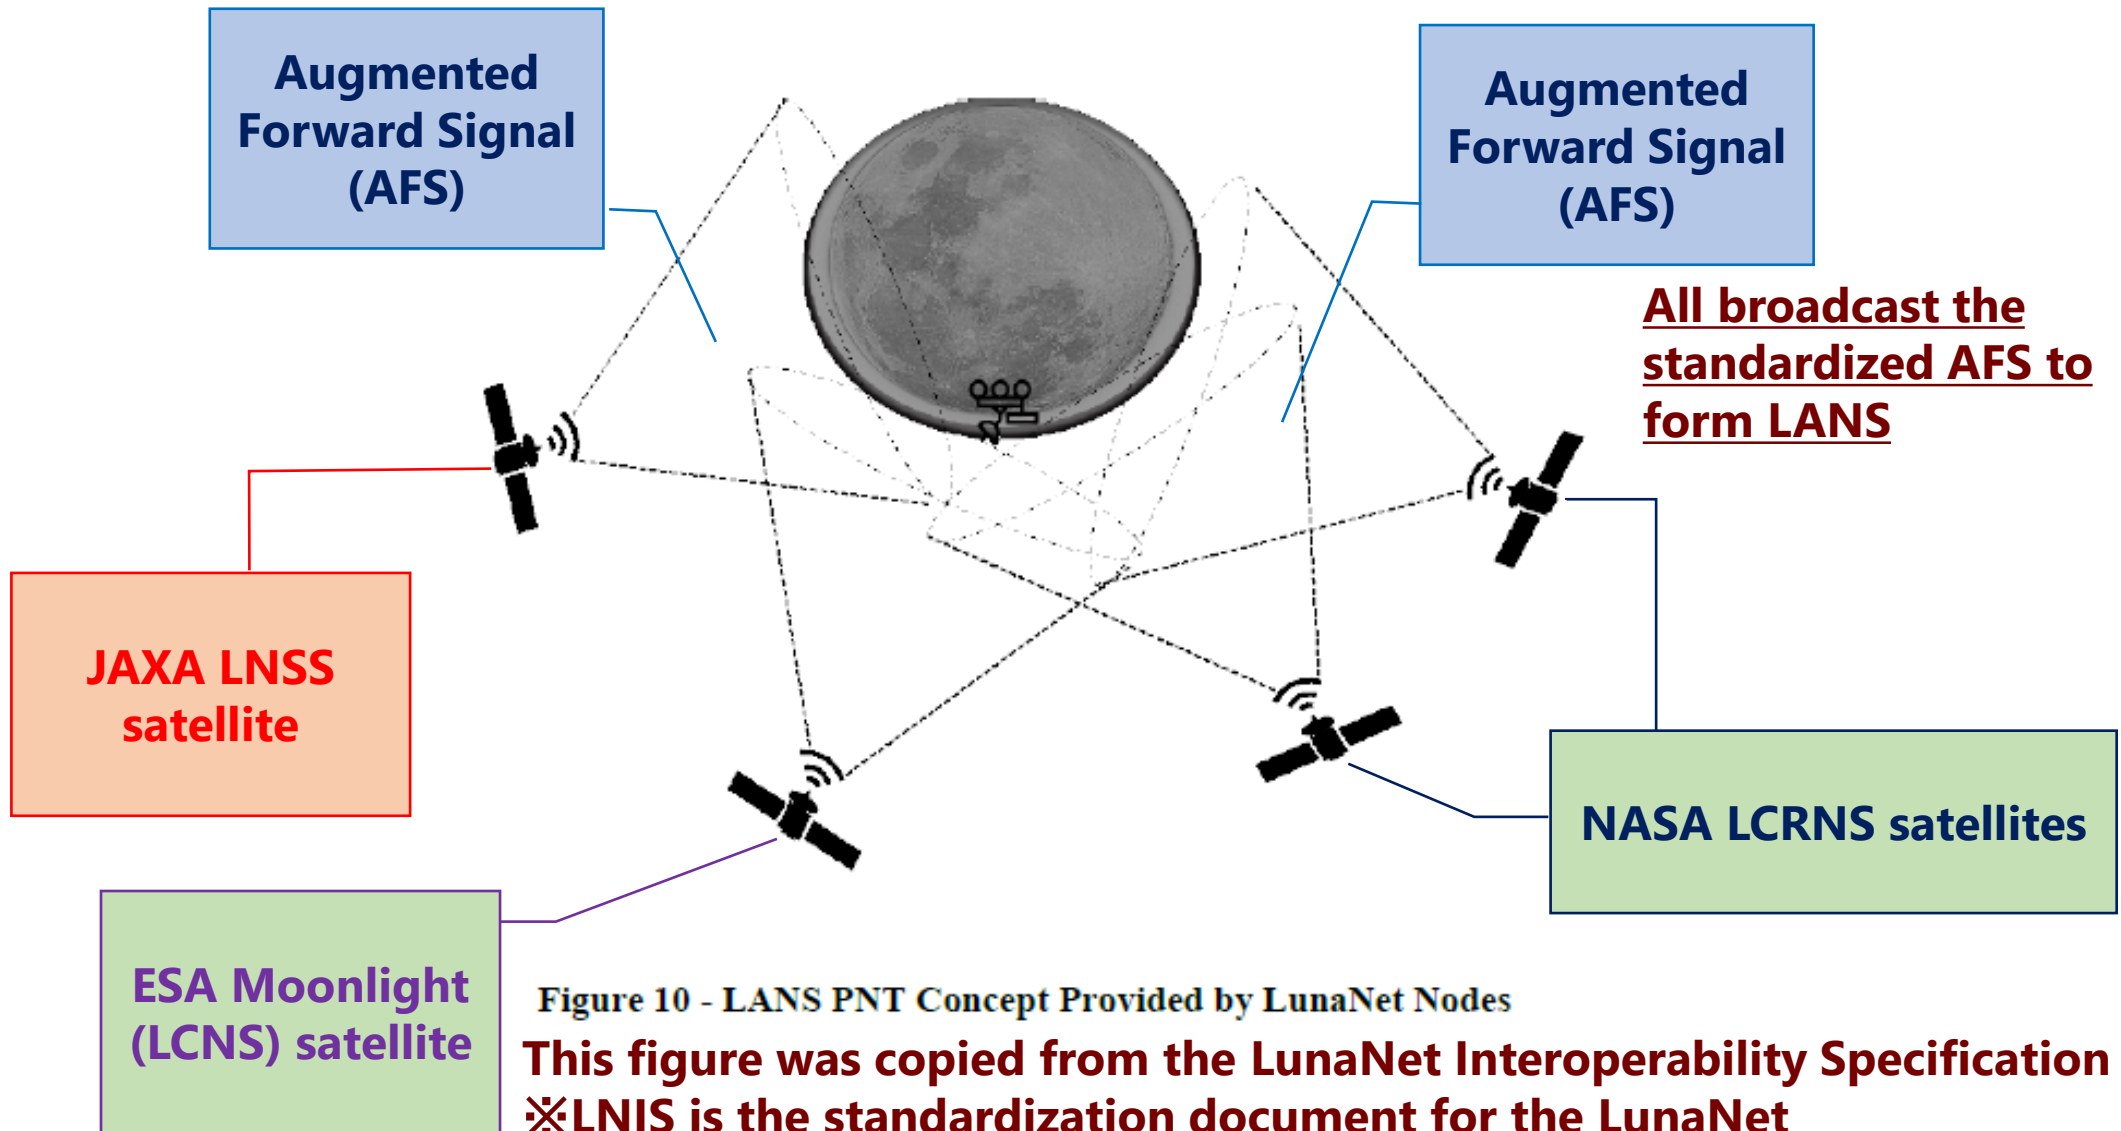 Augmented
Forward Signal
(AFS)
Augmented
Forward Signal
(AFS)
All broadcast the
standardized AFS to
form LANS
JAXA LNSS
satellite
NASA LCRNS satellites
ESA Moonlight
(LCNS) satellite
Figure 10 - LANS PNT Concept Provided by LunaNet Nodes
This figure was copied from the LunaNet Interoperability Specification
※LNIS is the standardization document for the LunaNet